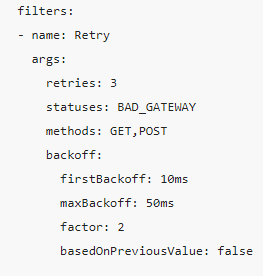 filters:
- name: Retry
  args:
    retries: 3
    statuses: BAD_GATEWAY
    methods: GET,POST
    backoff:
      firstBackoff: 10ms
      maxBackoff: 50ms
      factor: 2
      basedOnPreviousValue: false